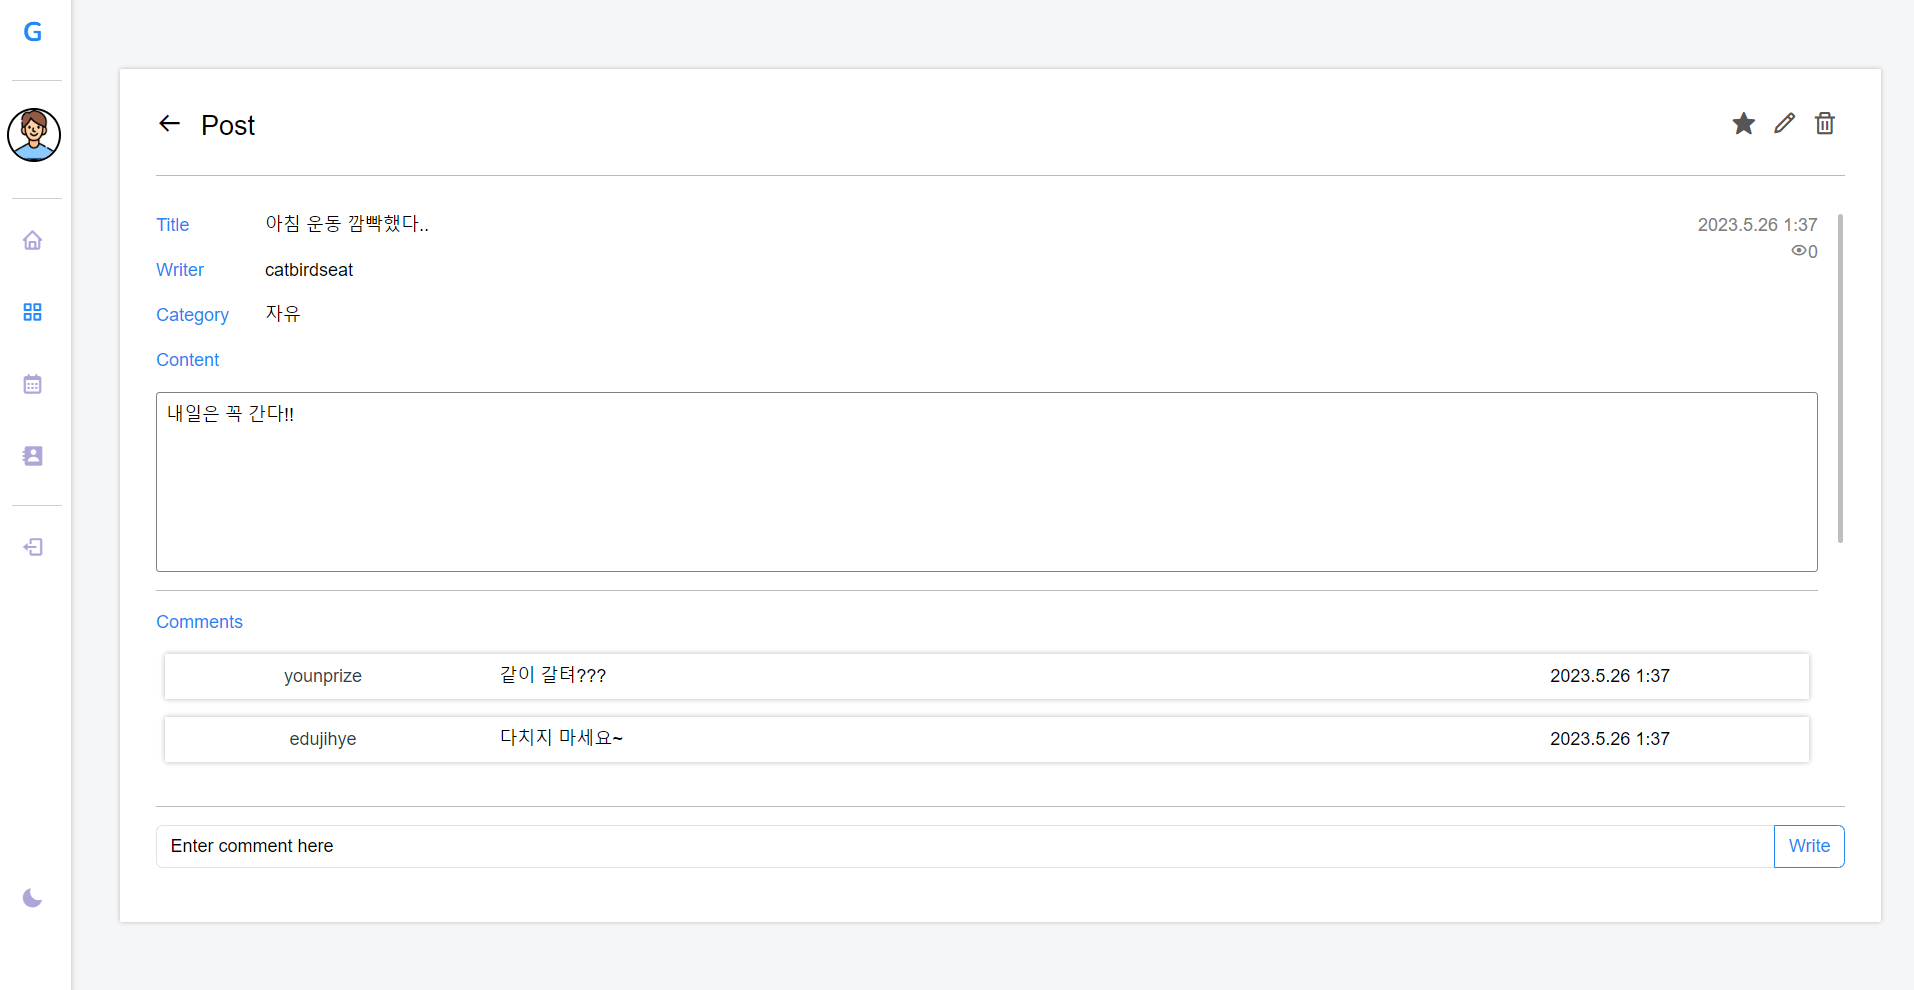 G
Post
Title 아침 운동 깜빡했다.. 2023.5.26 1:37
0
Writer catbirdseat
Category 자유
Content
내일은 꼭 간다!!
Comments
younprize 같이 갈텨??? 2023.5.26 1:37
edujihye 다치지 마세요~ 2023.5.26 1:37
Enter comment here Write